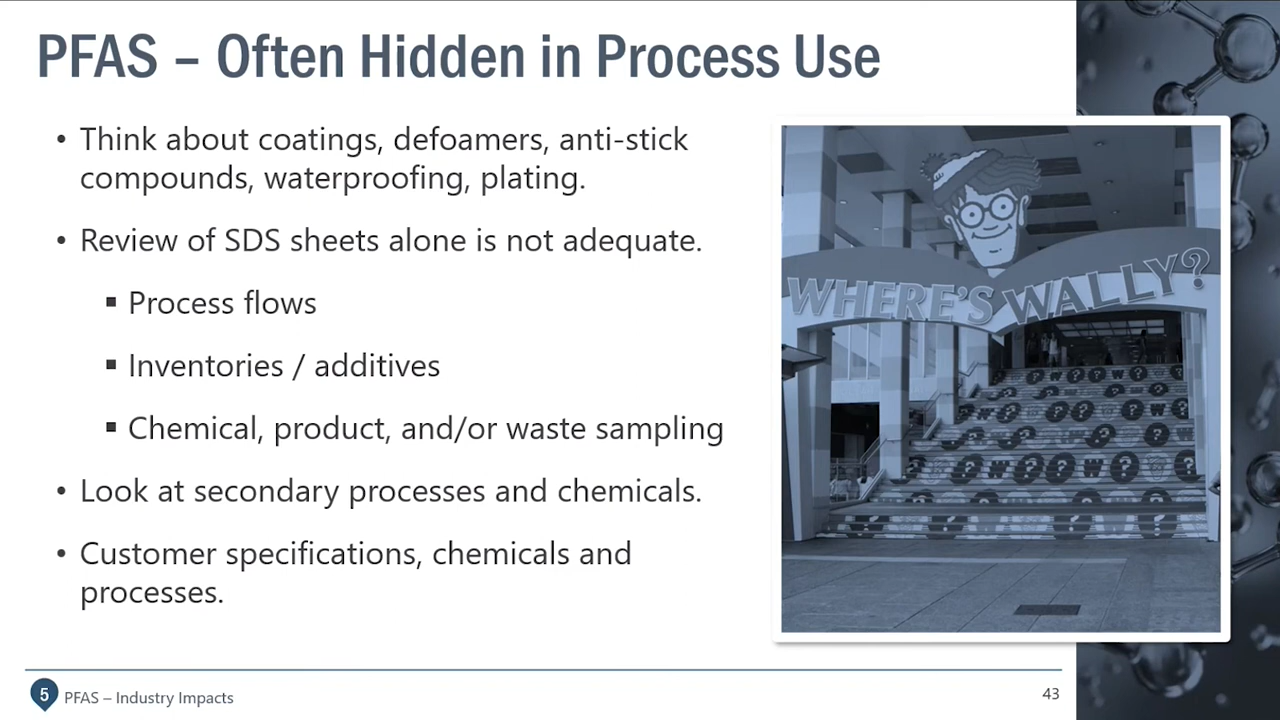 PFAS – Often Hidden in Process Use
• Think about coatings, defoamers, anti-stick
compounds, waterproofing, plating.
• Review of SDS sheets alone is not adequate.
▪ Process flows
▪ Inventories / additives
▪ Chemical, product, and/or waste sampling
• Look at secondary processes and chemicals.
• Customer specifications, chemicals and
processes.
WHERE'S WALLY?
5 PFAS – Industry Impacts
43